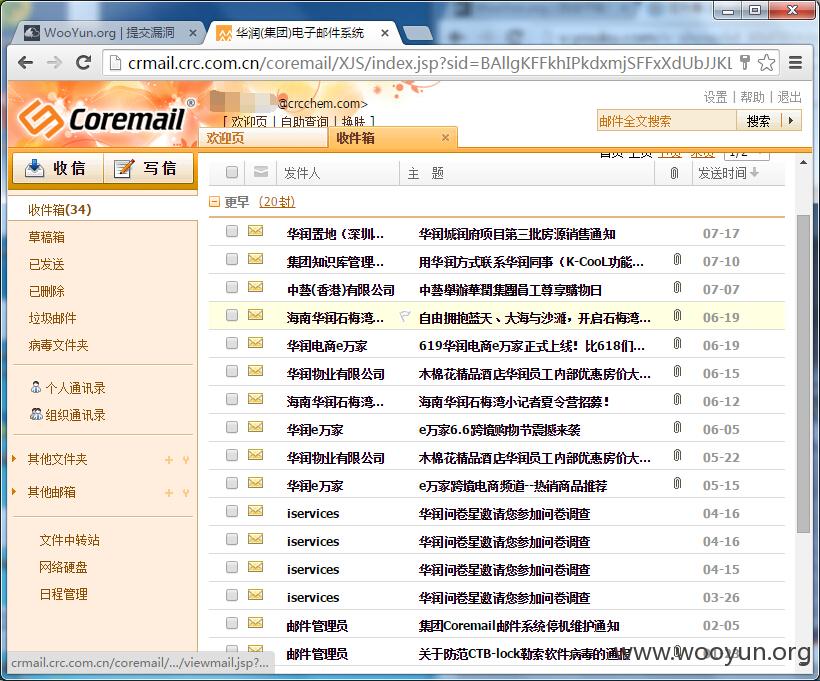 WooYun.org | 提交漏洞
华润(集团)电子邮件系统
crmail.crc.com.cn/coremail/XJS/index.jsp?sid=BAllgKFFkhIPkdxmjSFFxXdUbJJKL
Coremail®
@crcchem.com>
[ 欢迎页 | 自助查询 | 换肤 ]
设置 | 帮助 | 退出
邮件全文搜索 搜索
欢迎页 收件箱
收信 写信
首页 上页 下页 末页 1/2
发件人 主 题 发送时间
收件箱(34)
草稿箱
已发送
已删除
垃圾邮件
病毒文件夹
个人通讯录
组织通讯录
其他文件夹
其他邮箱
文件中转站
网络硬盘
日程管理
更早 (20封)
华润置地（深圳... 华润城润府项目第三批房源销售通知 07-17
集团知识库管理... 用华润方式联系华润同事（K-CooL功能... 07-10
中藝(香港)有限公司 中藝舉辦華潤集團員工尊享購物日 07-07
海南华润石梅湾... 自由拥抱蓝天、大海与沙滩，开启石梅湾... 06-19
华润电商e万家 619华润电商e万家正式上线！比618们... 06-19
华润物业有限公司 木棉花精品酒店华润员工内部优惠房价大... 06-15
海南华润石梅湾... 海南华润石梅湾小记者夏令营招募！ 06-12
华润e万家 e万家6.6跨境购物节震撼来袭 06-05
华润物业有限公司 木棉花精品酒店华润员工内部优惠房价大... 05-22
华润e万家 e万家跨境电商频道--热销商品推荐 05-15
iservices 华润问卷星邀请您参加问卷调查 04-16
iservices 华润问卷星邀请您参加问卷调查 04-16
iservices 华润问卷星邀请您参加问卷调查 04-15
iservices 华润问卷星邀请您参加问卷调查 03-26
邮件管理员 集团Coremail邮件系统停机维护通知 02-05
邮件管理员 关于防范CTB-lock勒索软件病毒的通报
crmail.crc.com.cn/coremail/.../viewmail.jsp?...
www.wooyun.org